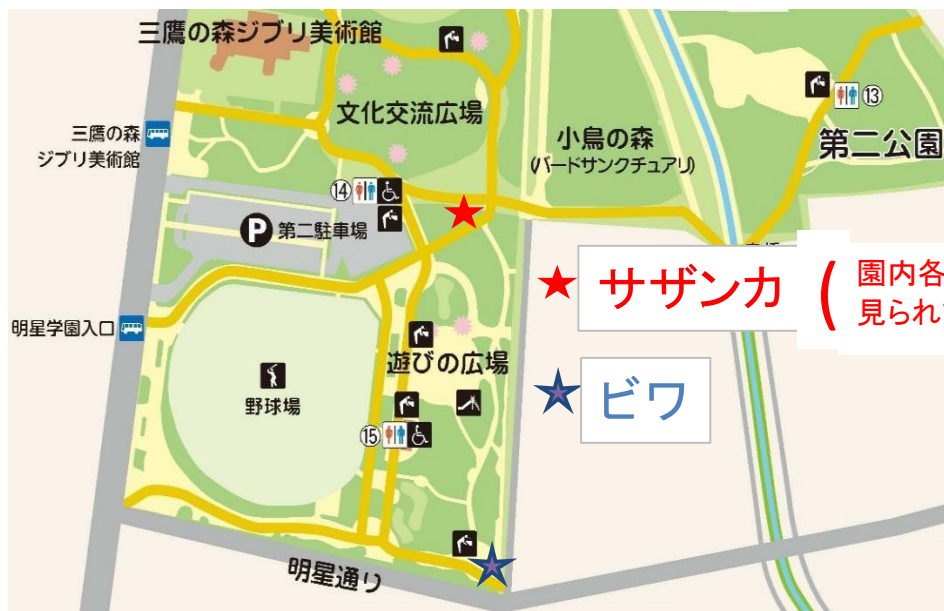 三鷹の森ジブリ美術館
文化交流広場
三鷹の森
ジブリ美術館
小鳥の森
(バードサンクチュアリ)
⑬
第二公園
⑭
P 第二駐車場
サザンカ
( 園内各
見られ
明星学園入口
遊びの広場
ビワ
野球場
⑮
明星通り